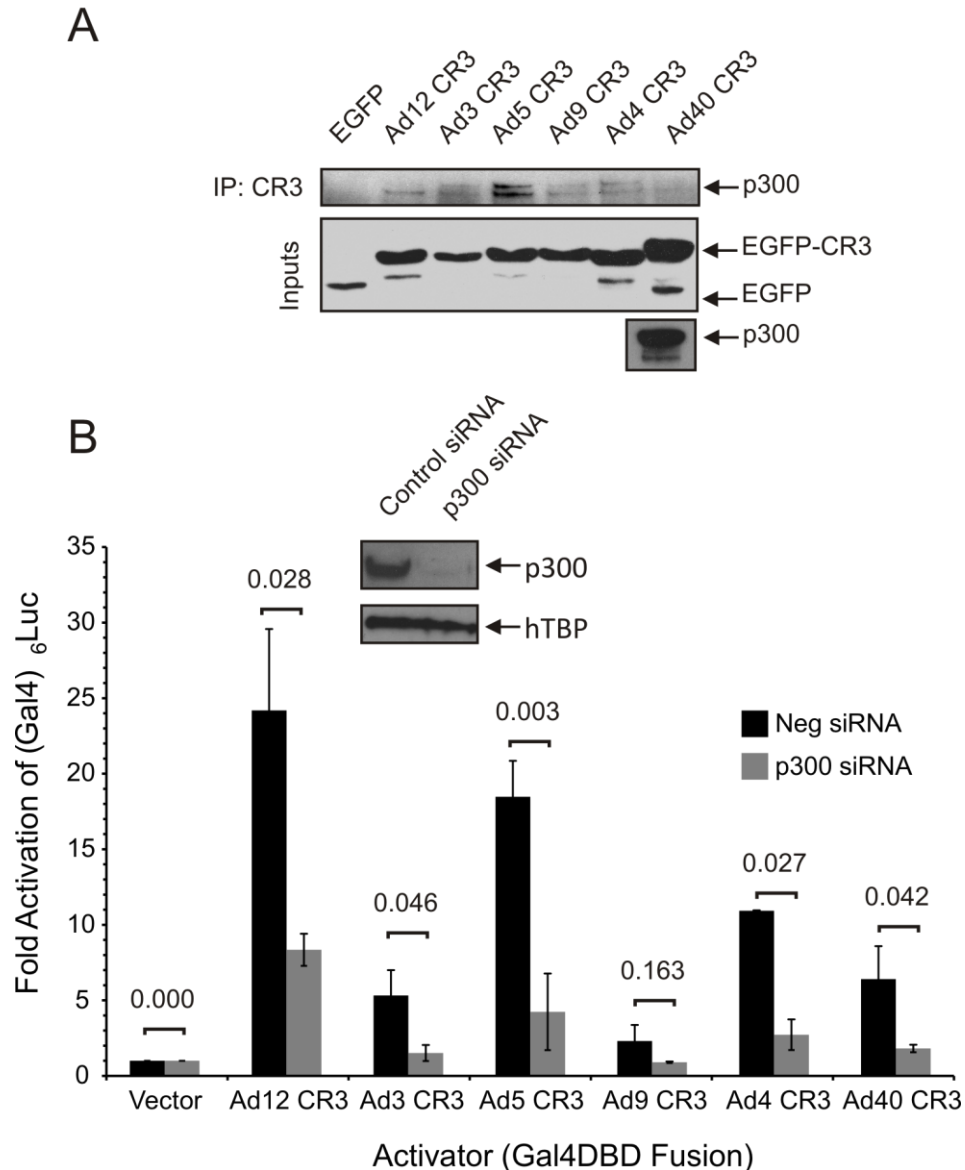 A
EGFP
Ad12 CR3
Ad3 CR3
Ad5 CR3
Ad9 CR3
Ad4 CR3
Ad40 CR3
IP: CR3
p300
Inputs
EGFP-CR3
EGFP
p300
B
Control siRNA
p300 siRNA
p300
hTBP
Fold Activation of (Gal4) 6Luc
35
30
25
20
15
10
5
0
0.000
0.028
0.046
0.003
0.163
0.027
0.042
Neg siRNA
p300 siRNA
Vector Ad12 CR3 Ad3 CR3 Ad5 CR3 Ad9 CR3 Ad4 CR3 Ad40 CR3
Activator (Gal4DBD Fusion)